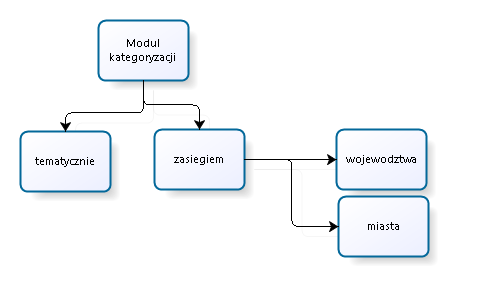 Modul
kategoryzacji
tematycznie
zasiegiem
wojewodztwa
miasta